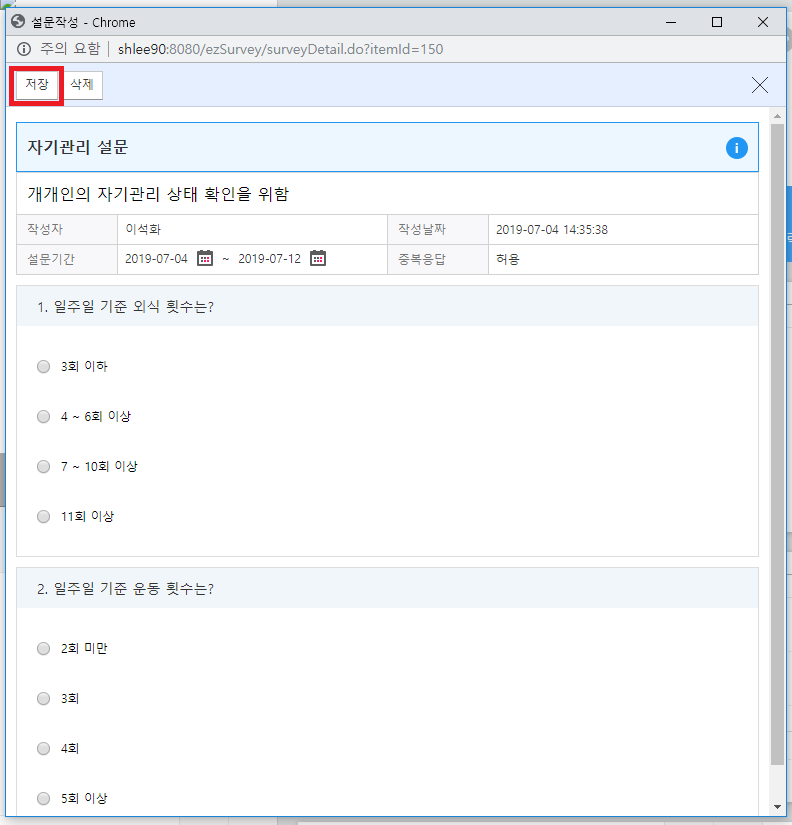 설문작성 - Chrome
주의 요함 | shlee90:8080/ezSurvey/surveyDetail.do?itemId=150
저장 삭제
자기관리 설문
개개인의 자기관리 상태 확인을 위함
작성자 이석화 작성날짜 2019-07-04 14:35:38
설문기간 2019-07-04 ~ 2019-07-12 중복응답 허용
1. 일주일 기준 외식 횟수는?
3회 이하
4 ~ 6회 이상
7 ~ 10회 이상
11회 이상
2. 일주일 기준 운동 횟수는?
2회 미만
3회
4회
5회 이상